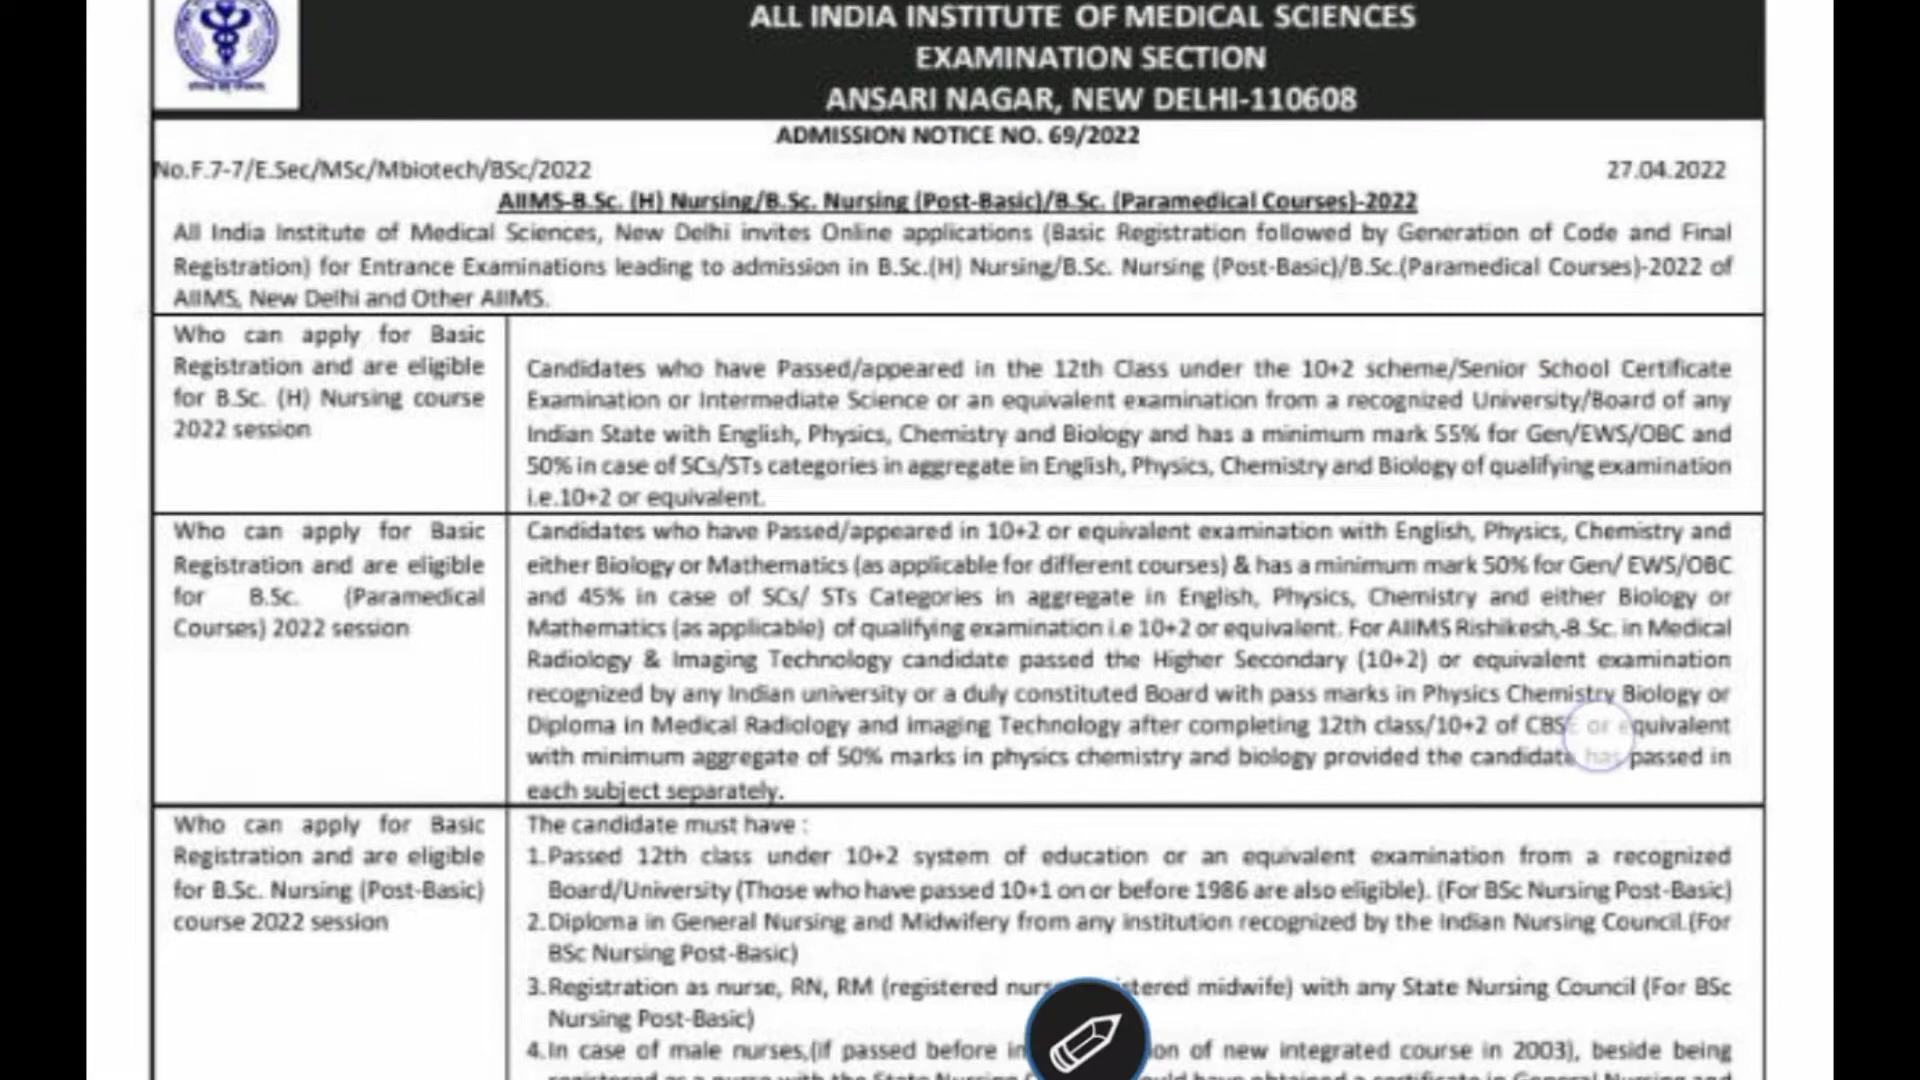 ALL INDIA INSTITUTE OF MEDICAL SCIENCES
EXAMINATION SECTION
ANSARI NAGAR, NEW DELHI-110608
ADMISSION NOTICE NO. 69/2022
No.F.7-7/E.Sec/MSc/Mbiotech/BSc/2022 27.04.2022
AIIMS-B.Sc. (H) Nursing/B.Sc. Nursing (Post-Basic)/B.Sc. (Paramedical Courses)-2022
All India Institute of Medical Sciences, New Delhi invites Online applications (Basic Registration followed by Generation of Code and Final
Registration) for Entrance Examinations leading to admission in B.Sc.(H) Nursing/B.Sc. Nursing (Post-Basic)/B.Sc.(Paramedical Courses)-2022 of
AIIMS, New Delhi and Other AIIMS.
Who can apply for Basic
Registration and are eligible
for B.Sc. (H) Nursing course
2022 session
Candidates who have Passed/appeared in the 12th Class under the 10+2 scheme/Senior School Certificate
Examination or Intermediate Science or an equivalent examination from a recognized University/Board of any
Indian State with English, Physics, Chemistry and Biology and has a minimum mark 55% for Gen/EWS/OBC and
50% in case of SCs/STs categories in aggregate in English, Physics, Chemistry and Biology of qualifying examination
i.e.10+2 or equivalent.
Who can apply for Basic
Registration and are eligible
for B.Sc. (Paramedical
Courses) 2022 session
Candidates who have Passed/appeared in 10+2 or equivalent examination with English, Physics, Chemistry and
either Biology or Mathematics (as applicable for different courses) & has a minimum mark 50% for Gen/ EWS/OBC
and 45% in case of SCs/ STs Categories in aggregate in English, Physics, Chemistry and either Biology or
Mathematics (as applicable) of qualifying examination i.e 10+2 or equivalent. For AIIMS Rishikesh,-B.Sc. in Medical
Radiology & Imaging Technology candidate passed the Higher Secondary (10+2) or equivalent examination
recognized by any Indian university or a duly constituted Board with pass marks in Physics Chemistry Biology or
Diploma in Medical Radiology and imaging Technology after completing 12th class/10+2 of CBSE or equivalent
with minimum aggregate of 50% marks in physics chemistry and biology provided the candidate has passed in
each subject separately.
Who can apply for Basic
Registration and are eligible
for B.Sc. Nursing (Post-Basic)
course 2022 session
The candidate must have :
1.Passed 12th class under 10+2 system of education or an equivalent examination from a recognized
Board/University (Those who have passed 10+1 on or before 1986 are also eligible). (For BSc Nursing Post-Basic)
2.Diploma in General Nursing and Midwifery from any institution recognized by the Indian Nursing Council.(For
BSc Nursing Post-Basic)
3.Registration as nurse, RN, RM (registered midwife) with any State Nursing Council (For BSc
Nursing Post-Basic)
4.In case of male nurses,(if passed before of new integrated course in 2003), beside being